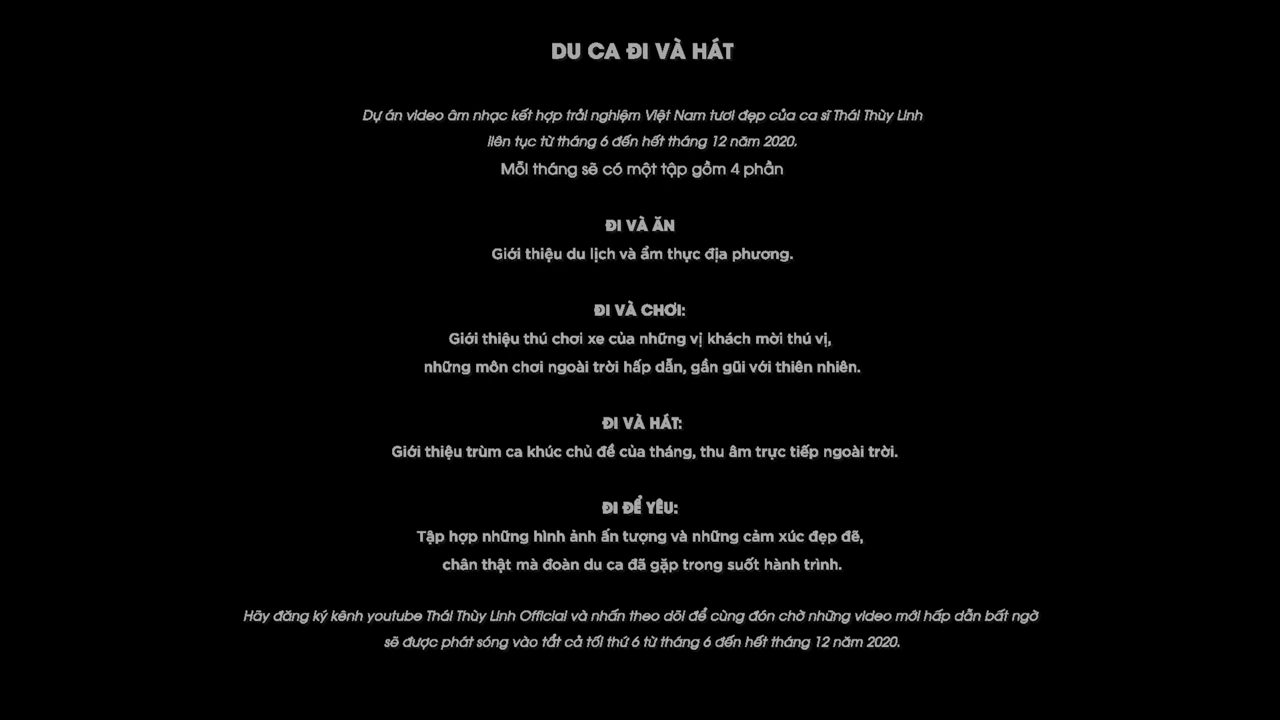 DU CA ĐI VÀ HÁT
Dự án video âm nhạc kết hợp trải nghiệm Việt Nam tươi đẹp của ca sĩ Thái Thùy Linh
liên tục từ tháng 6 đến hết tháng 12 năm 2020.
Mỗi tháng sẽ có một tập gồm 4 phần
ĐI VÀ ĂN
Giới thiệu du lịch và ẩm thực địa phương.
ĐI VÀ CHƠI:
Giới thiệu thú chơi xe của những vị khách mời thú vị,
những môn chơi ngoài trời hấp dẫn, gần gũi với thiên nhiên.
ĐI VÀ HÁT:
Giới thiệu trùm ca khúc chủ đề của tháng, thu âm trực tiếp ngoài trời.
ĐI ĐỂ YÊU:
Tập hợp những hình ảnh ấn tượng và những cảm xúc đẹp đẽ,
chân thật mà đoàn du ca đã gặp trong suốt hành trình.
Hãy đăng ký kênh youtube Thái Thùy Linh Official và nhấn theo dõi để cùng đón chờ những video mới hấp dẫn bất ngờ
sẽ được phát sóng vào tất cả tối thứ 6 từ tháng 6 đến hết tháng 12 năm 2020.